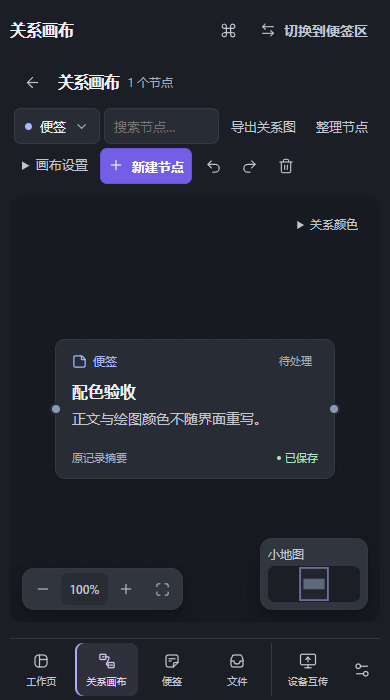 关系画布
切换到便签区
关系画布 1 个节点
便签
搜索节点...
导出关系图
整理节点
画布设置
新建节点
关系颜色
便签
待处理
配色验收
正文与绘图颜色不随界面重写。
原记录摘要
已保存
小地图
100%
工作页
关系画布
便签
文件
设备互传